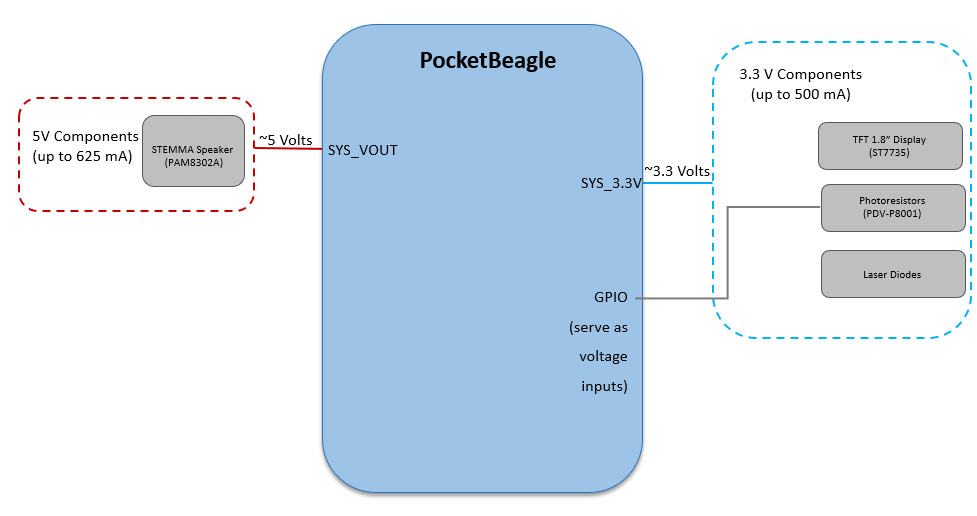 PocketBeagle
5V Components
(up to 625 mA)
STEMMA Speaker
(PAM8302A)
~5 Volts
SYS_VOUT
SYS_3.3V
~3.3 Volts
GPIO
(serve as
voltage
inputs)
3.3 V Components
(up to 500 mA)
TFT 1.8” Display
(ST7735)
Photoresistors
(PDV-P8001)
Laser Diodes